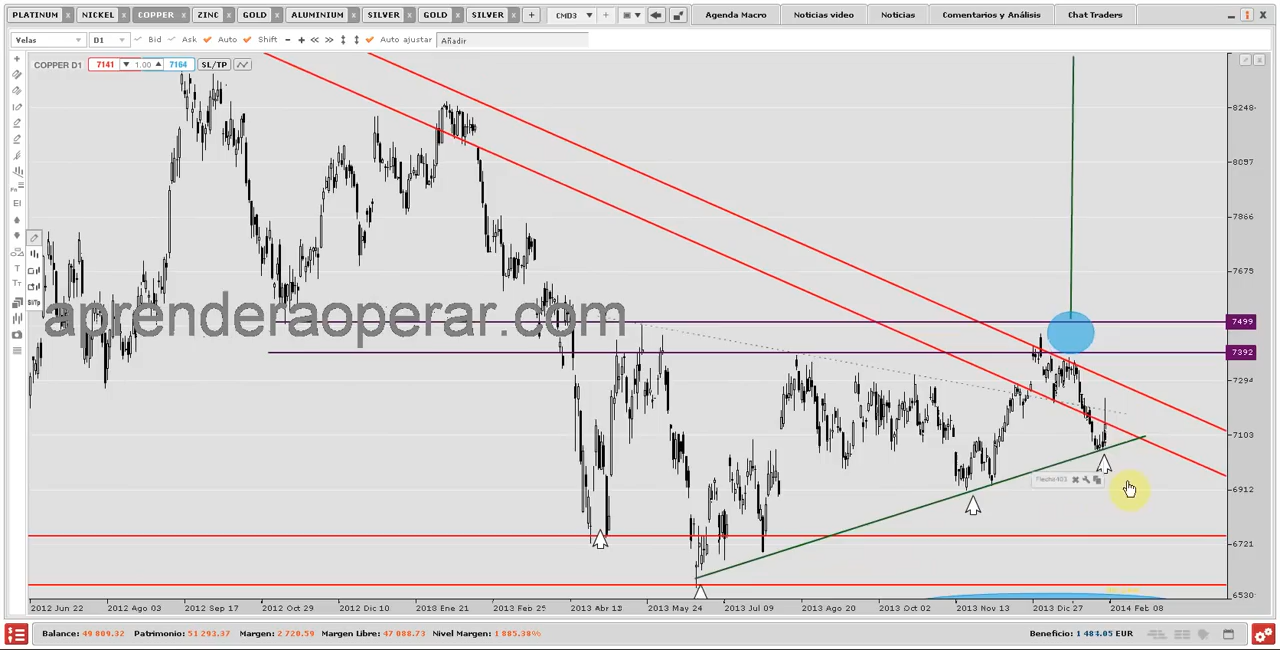 PLATINUM x NICKEL x COPPER x ZINC x GOLD x ALUMINIUM x SILVER x GOLD x SILVER x + CMD3 + Agenda Macro Noticias video Noticias Comentarios y Análisis Chat Traders
Velas D1 Bid Ask Auto Shift - + << >> Auto ajustar Añadir
COPPER D1 7141 1.00 7164 SL/TP
8248
8097
7866
7679
aprenderaoperar.com
7499
7392
7294
7103
6912
6721
6530
2012 Jun 22 2012 Ago 03 2012 Sep 17 2012 Oct 29 2012 Dic 10 2018 Ene 21 2013 Feb 25 2013 Abr 13 2013 May 24 2013 Jul 09 2013 Ago 20 2013 Oct 02 2013 Nov 13 2013 Dic 27 2014 Feb 08
Balance: 49 809.32 Patrimonio: 51 293.37 Margen: 2 720.59 Margen Libre: 47 088.73 Nivel Margen: 1 885.38% Beneficio: 1 484.05 EUR